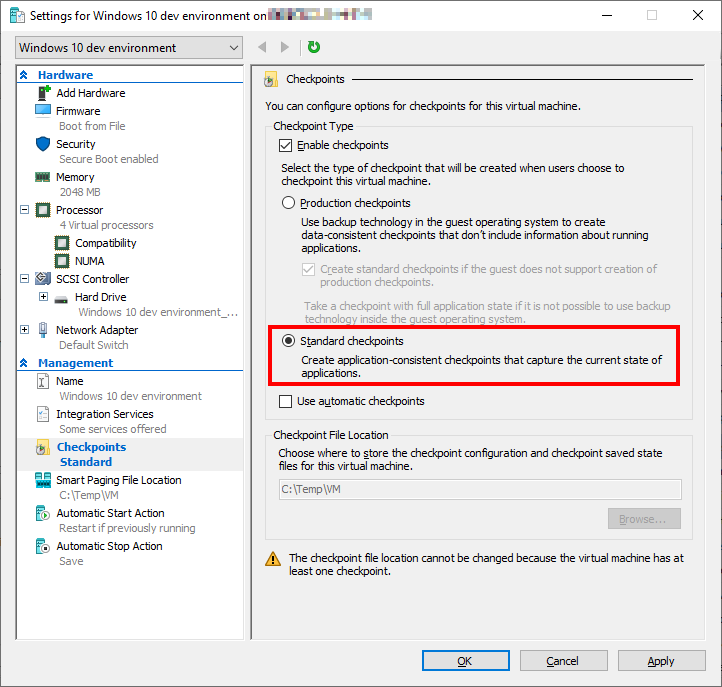 Settings for Windows 10 dev environment on
Windows 10 dev environment
Hardware
Add Hardware
Firmware
Boot from File
Security
Secure Boot enabled
Memory
2048 MB
Processor
4 Virtual processors
Compatibility
NUMA
SCSI Controller
Hard Drive
Windows 10 dev environment_...
Network Adapter
Default Switch
Management
Name
Windows 10 dev environment
Integration Services
Some services offered
Checkpoints
Standard
Smart Paging File Location
C:\Temp\VM
Automatic Start Action
Restart if previously running
Automatic Stop Action
Save
Checkpoints
You can configure options for checkpoints for this virtual machine.
Checkpoint Type
Enable checkpoints
Select the type of checkpoint that will be created when users choose to
checkpoint this virtual machine.
Production checkpoints
Use backup technology in the guest operating system to create
data-consistent checkpoints that don't include information about running
applications.
Create standard checkpoints if the guest does not support creation of
production checkpoints.
Take a checkpoint with full application state if it is not possible to use backup
technology inside the guest operating system.
Standard checkpoints
Create application-consistent checkpoints that capture the current state of
applications.
Use automatic checkpoints
Checkpoint File Location
Choose where to store the checkpoint configuration and checkpoint saved state
files for this virtual machine.
C:\Temp\VM
Browse...
The checkpoint file location cannot be changed because the virtual machine has at
least one checkpoint.
OK
Cancel
Apply